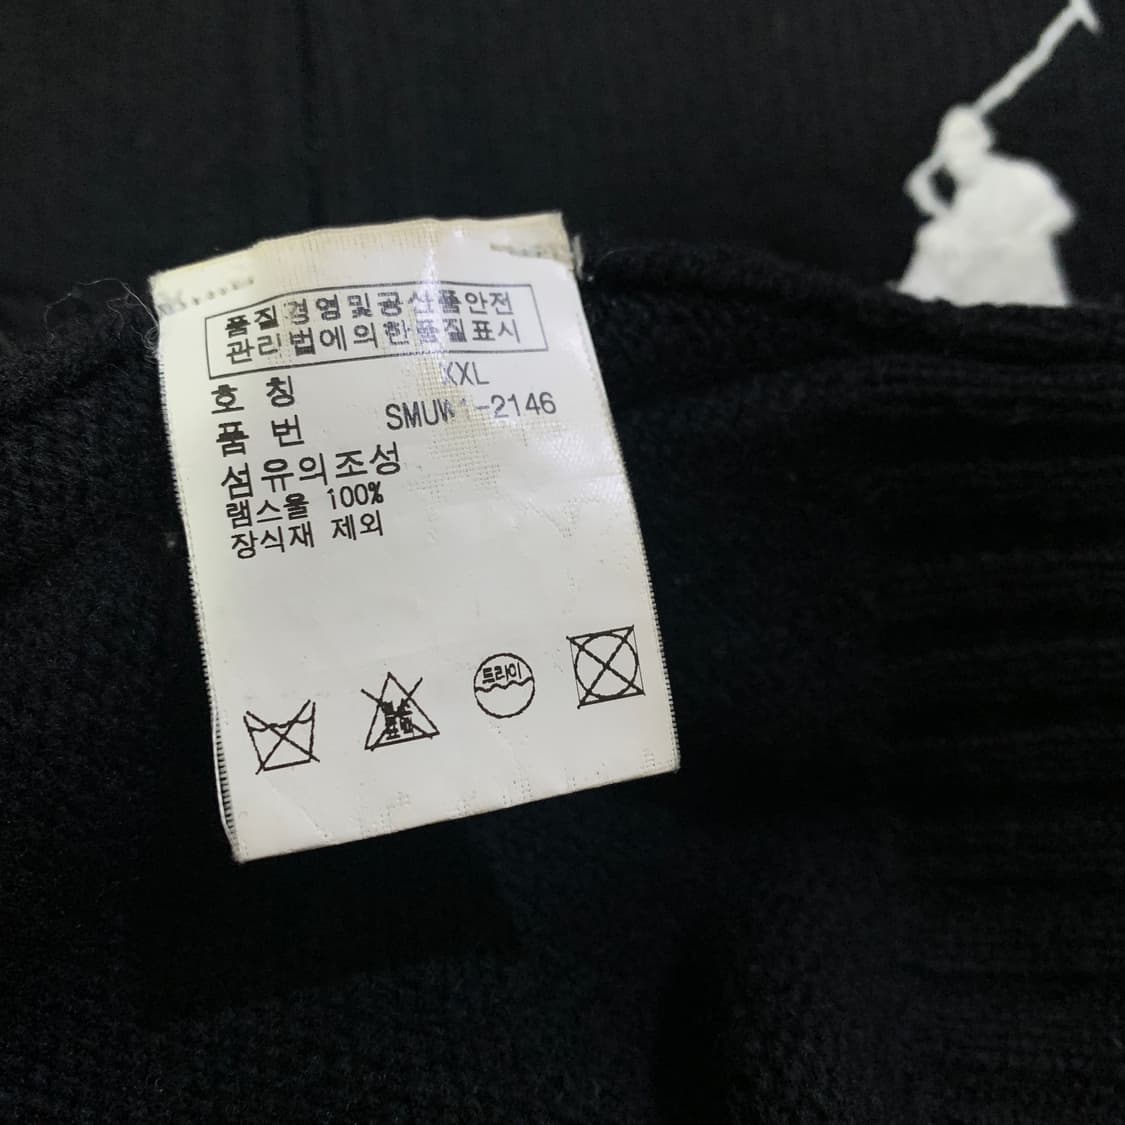 품질경영및공산품안전
관리법에의한품질표시
호 칭 XXL
품 번
섬유의조성
램스울 100%
장식재 제외
드라이